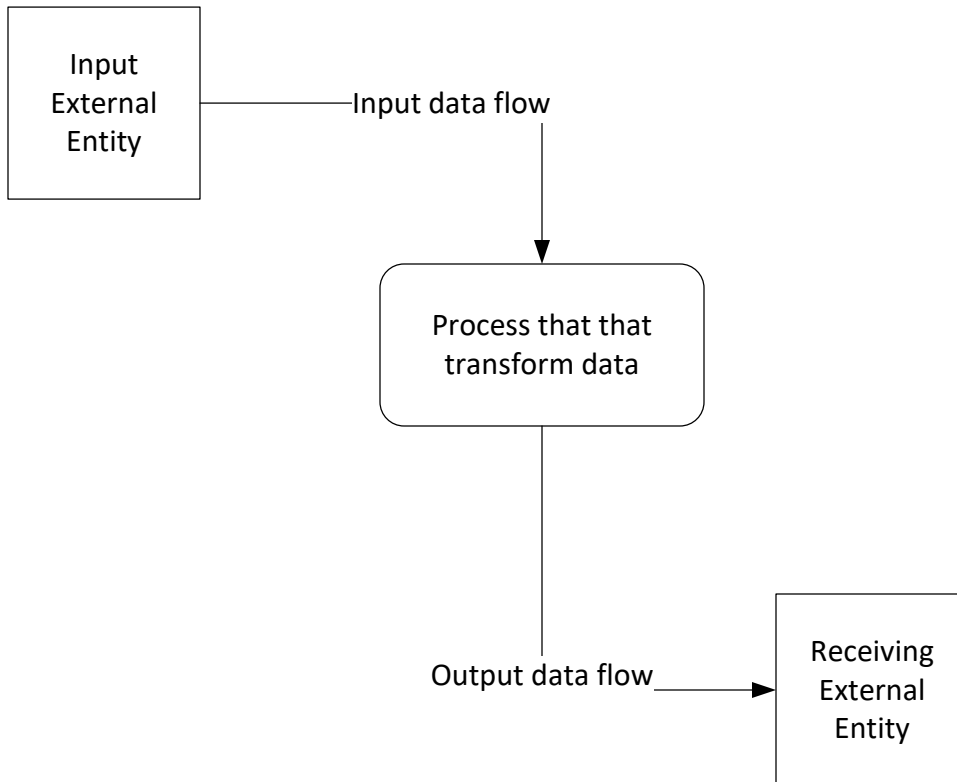 Input
External
Entity
Input data flow
Process that that
transform data
Output data flow
Receiving
External
Entity